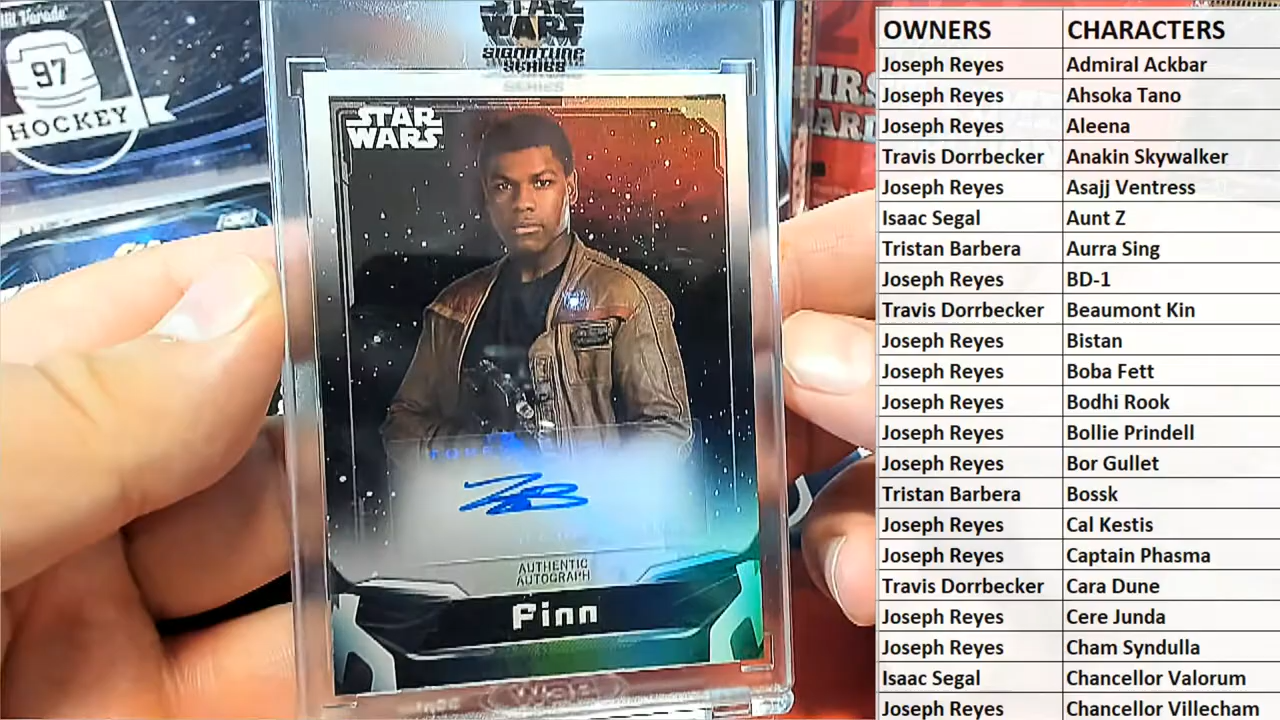 Parade
97
HOCKEY
STAR
WARS
SIGNATURE
SERIES
SERIES
STAR
WARS
AUTHENTIC
AUTOGRAPH
Finn
OWNERS CHARACTERS
Joseph Reyes Admiral Ackbar
Joseph Reyes Ahsoka Tano
Joseph Reyes Aleena
Travis Dorrbecker Anakin Skywalker
Joseph Reyes Asajj Ventress
Isaac Segal Aunt Z
Tristan Barbera Aurra Sing
Joseph Reyes BD-1
Travis Dorrbecker Beaumont Kin
Joseph Reyes Bistan
Joseph Reyes Boba Fett
Joseph Reyes Bodhi Rook
Joseph Reyes Bollie Prindell
Joseph Reyes Bor Gullet
Tristan Barbera Bossk
Joseph Reyes Cal Kestis
Joseph Reyes Captain Phasma
Travis Dorrbecker Cara Dune
Joseph Reyes Cere Junda
Joseph Reyes Cham Syndulla
Isaac Segal Chancellor Valorum
Joseph Reyes Chancellor Villecham